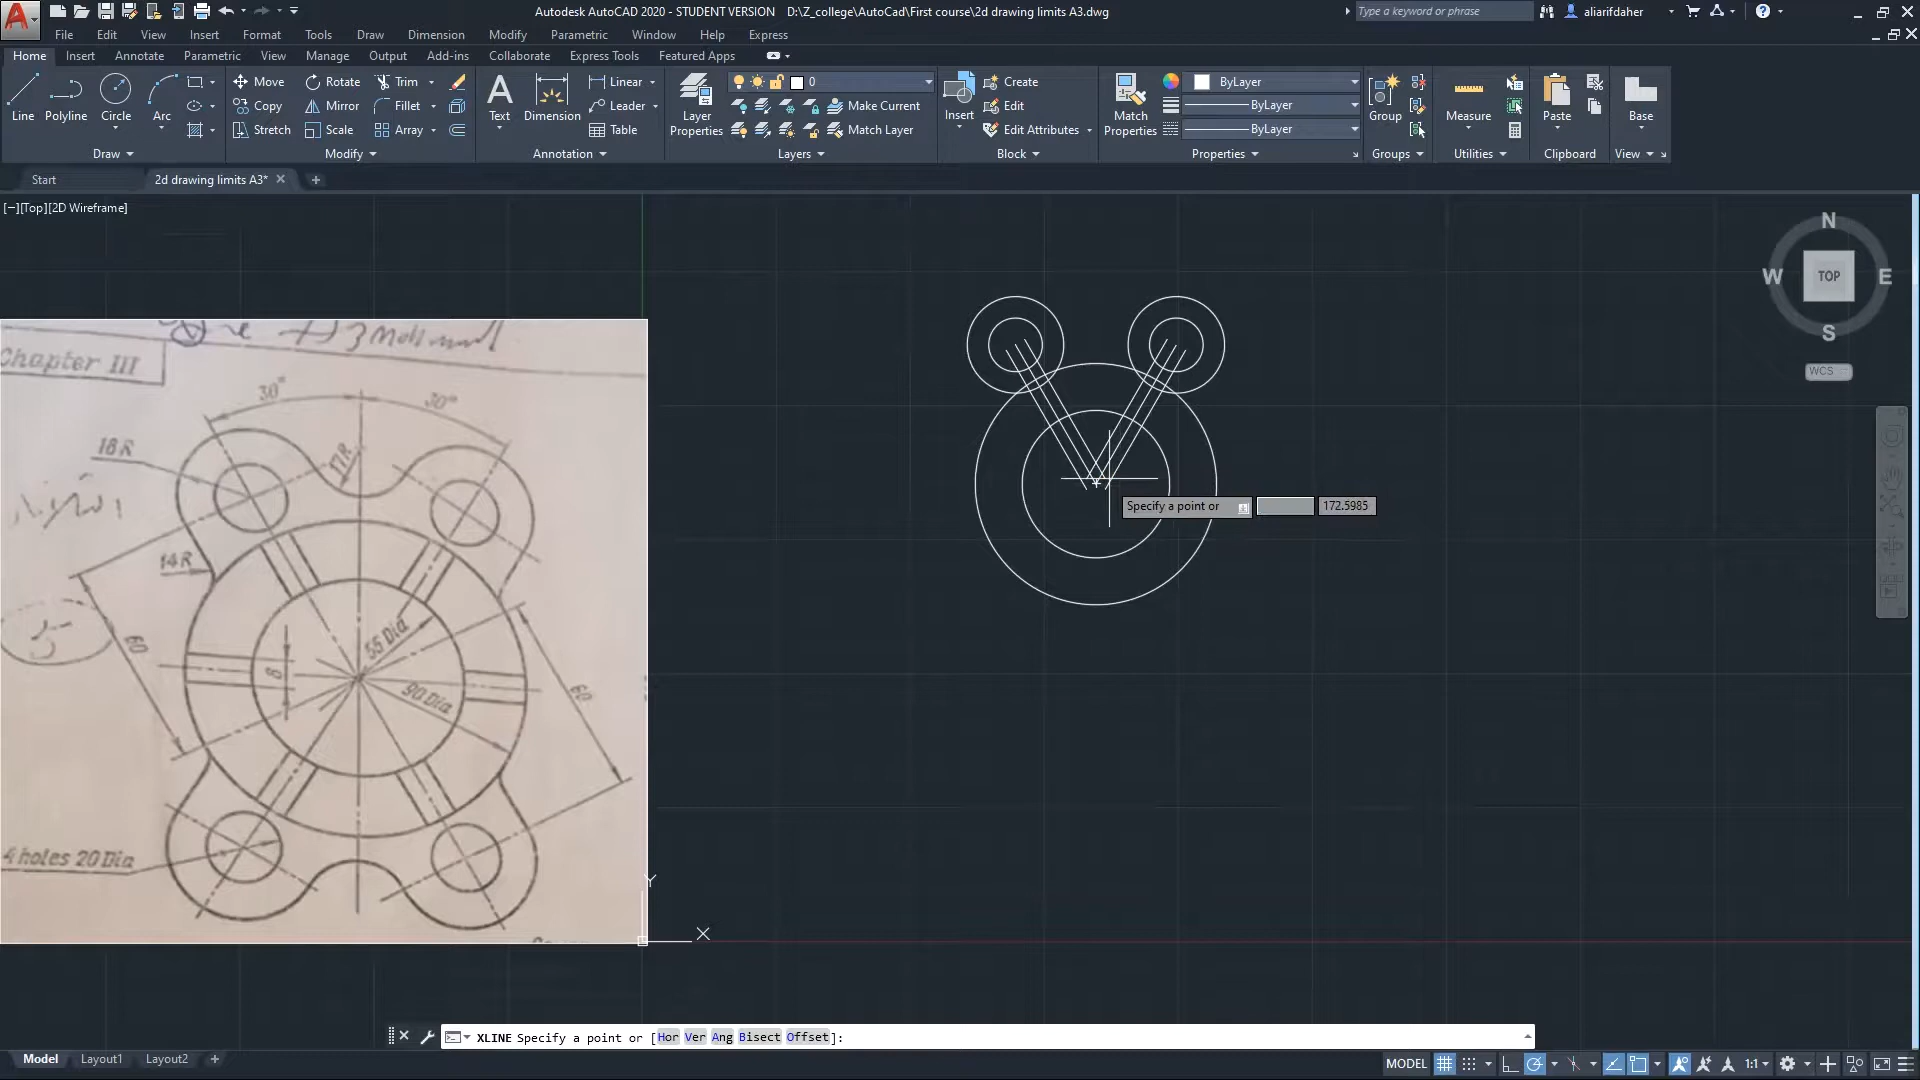 Autodesk AutoCAD 2020 - STUDENT VERSION D:\Z_college\AutoCad\First course\2d drawing limits A3.dwg
Type a keyword or phrase
aliarifdaher
File Edit View Insert Format Tools Draw Dimension Modify Parametric Window Help Express
Home Insert Annotate Parametric View Manage Output Add-ins Collaborate Express Tools Featured Apps
Line Polyline Circle Arc
Draw
Move Rotate Trim
Copy Mirror Fillet
Stretch Scale Array
Modify
Text Dimension
Linear
Leader
Table
Annotation
Layer Properties
0
Make Current
Match Layer
Layers
Insert
Create
Edit
Edit Attributes
Block
Match Properties
ByLayer
ByLayer
ByLayer
Properties
Group
Groups
Measure
Utilities
Paste
Clipboard
Base
View
Start
2d drawing limits A3*
[−][Top][2D Wireframe]
N
W TOP E
S
WCS
Chapter III
30°
30°
18 R
17R
14R
60
8
55 Dia
90 Dia
60
4 holes 20 Dia
Specify a point or
172.5985
Y
X
XLINE Specify a point or [Hor Ver Ang Bisect Offset]:
Model Layout1 Layout2
MODEL
1:1